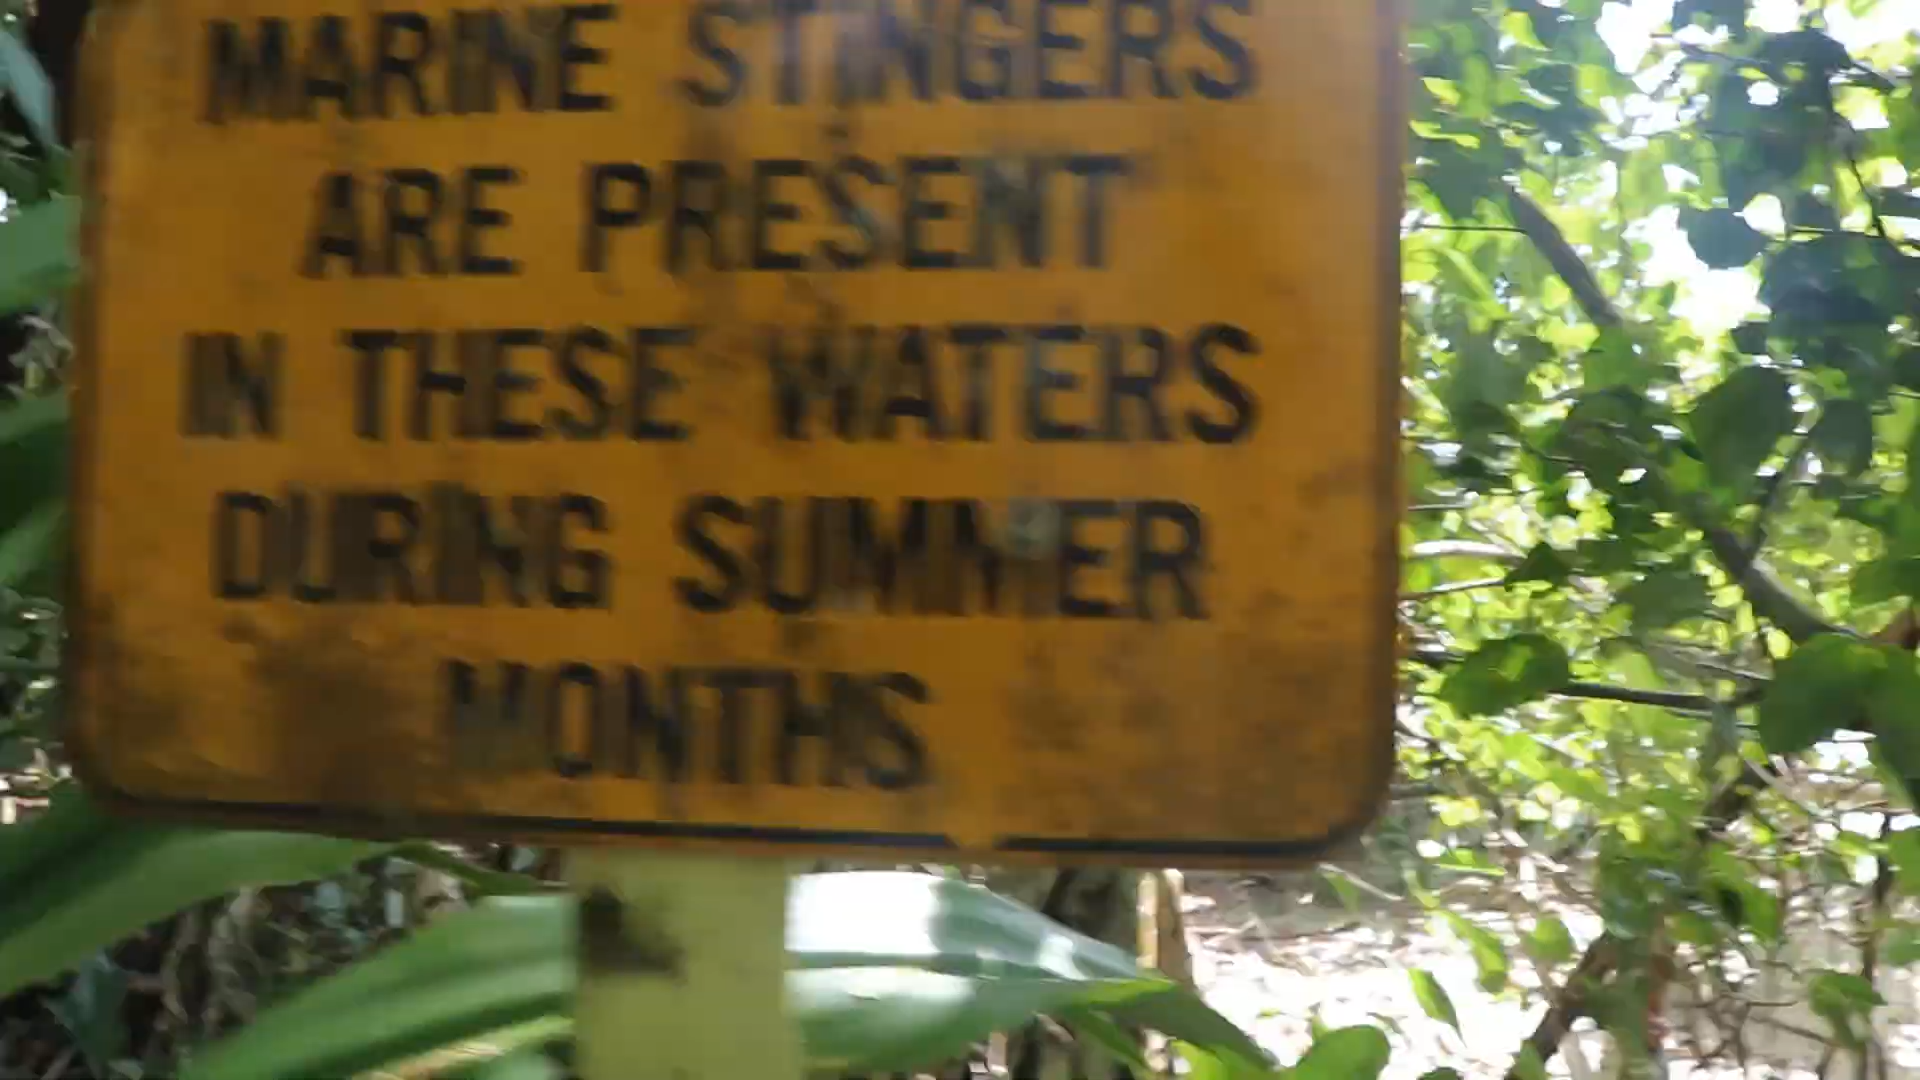 MARINE STINGERS
ARE PRESENT
IN THESE WATERS
DURING SUMMER
MONTHS